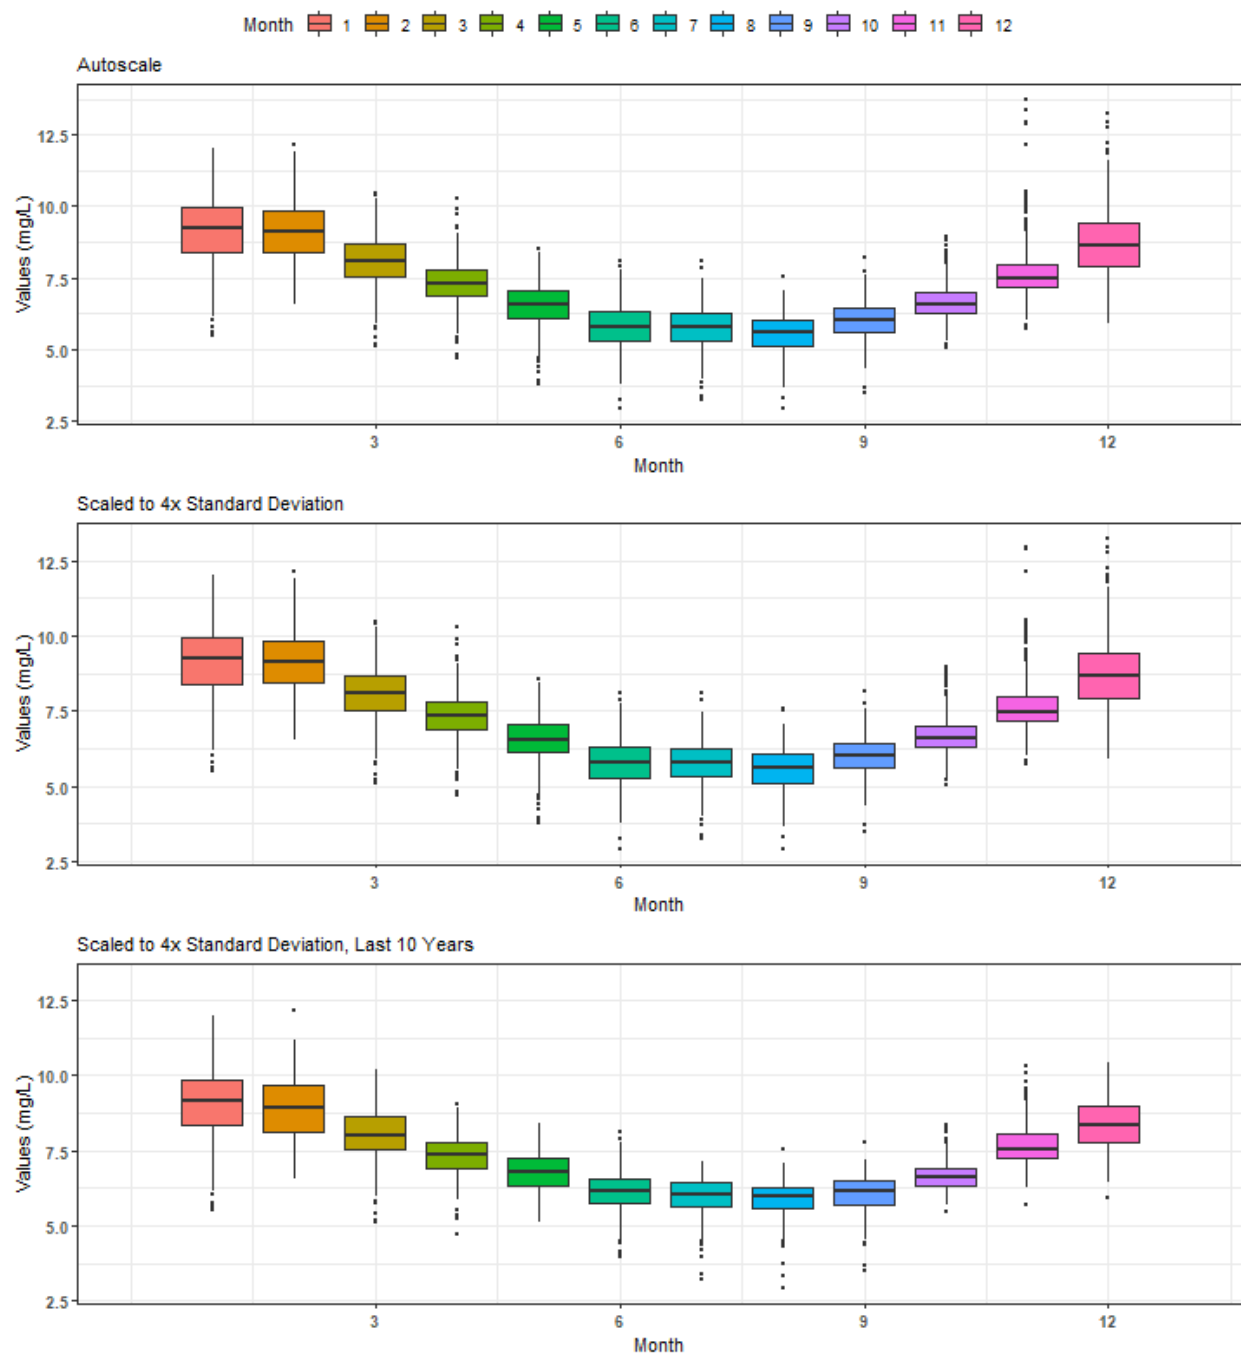 Month 1 2 3 4 5 6 7 8 9 10 11 12
Autoscale
Values (mg/L)
12.5
10.0
7.5
5.0
2.5
3 6 9 12
Month
Scaled to 4x Standard Deviation
Values (mg/L)
12.5
10.0
7.5
5.0
2.5
3 6 9 12
Month
Scaled to 4x Standard Deviation, Last 10 Years
Values (mg/L)
12.5
10.0
7.5
5.0
2.5
3 6 9 12
Month